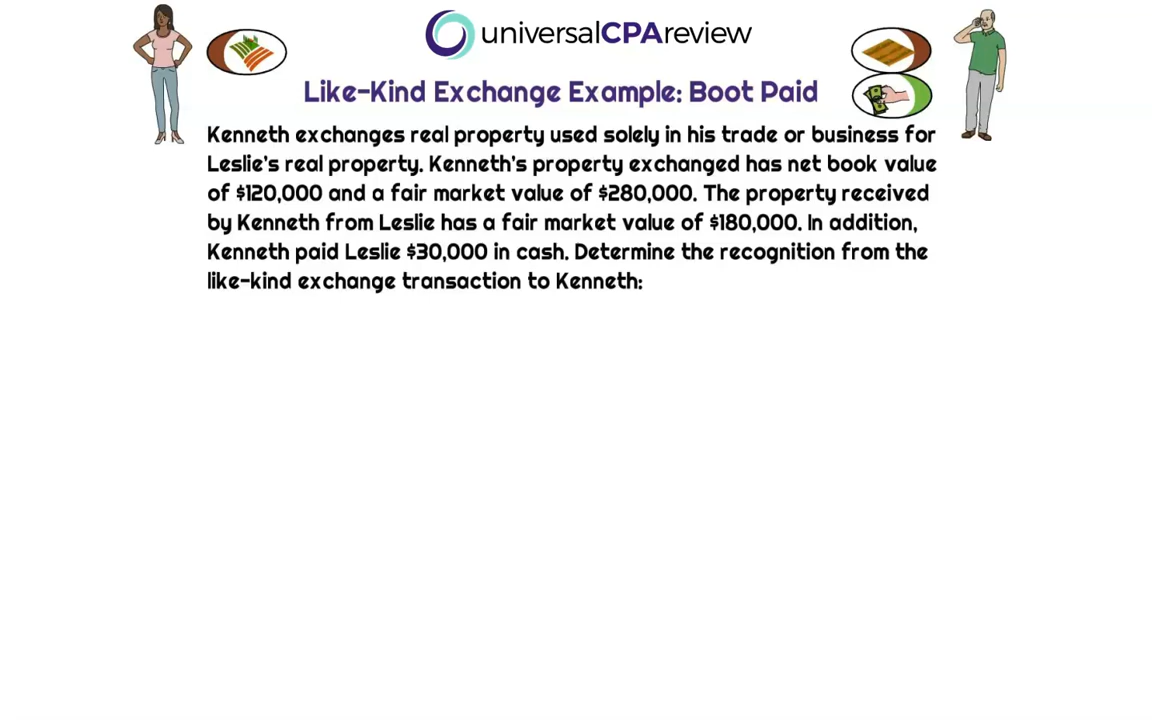 universalCPAreview
Like-Kind Exchange Example: Boot Paid
Kenneth exchanges real property used solely in his trade or business for
Leslie's real property. Kenneth's property exchanged has net book value
of $120,000 and a fair market value of $280,000. The property received
by Kenneth from Leslie has a fair market value of $180,000. In addition,
Kenneth paid Leslie $30,000 in cash. Determine the recognition from the
like-kind exchange transaction to Kenneth: